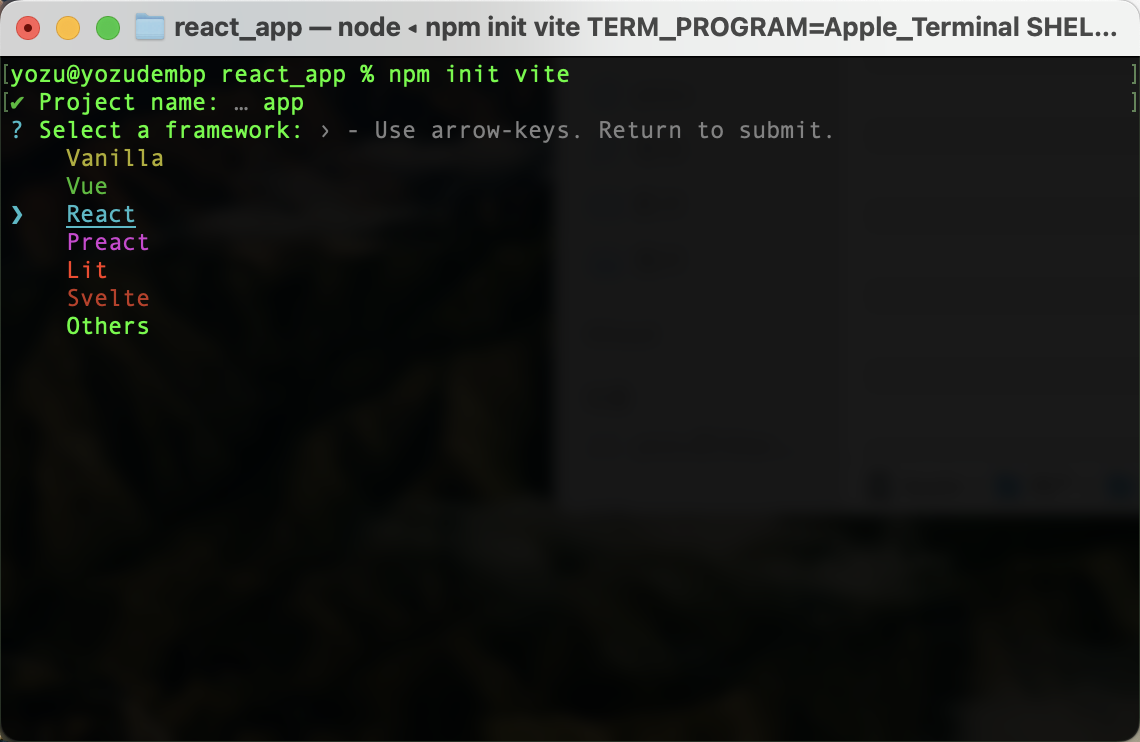 react_app — node ◂ npm init vite TERM_PROGRAM=Apple_Terminal SHEL...
[yozu@yozudembp react_app % npm init vite ]
[✔ Project name: … app ]
? Select a framework: › - Use arrow-keys. Return to submit.
Vanilla
Vue
❯ React
Preact
Lit
Svelte
Others